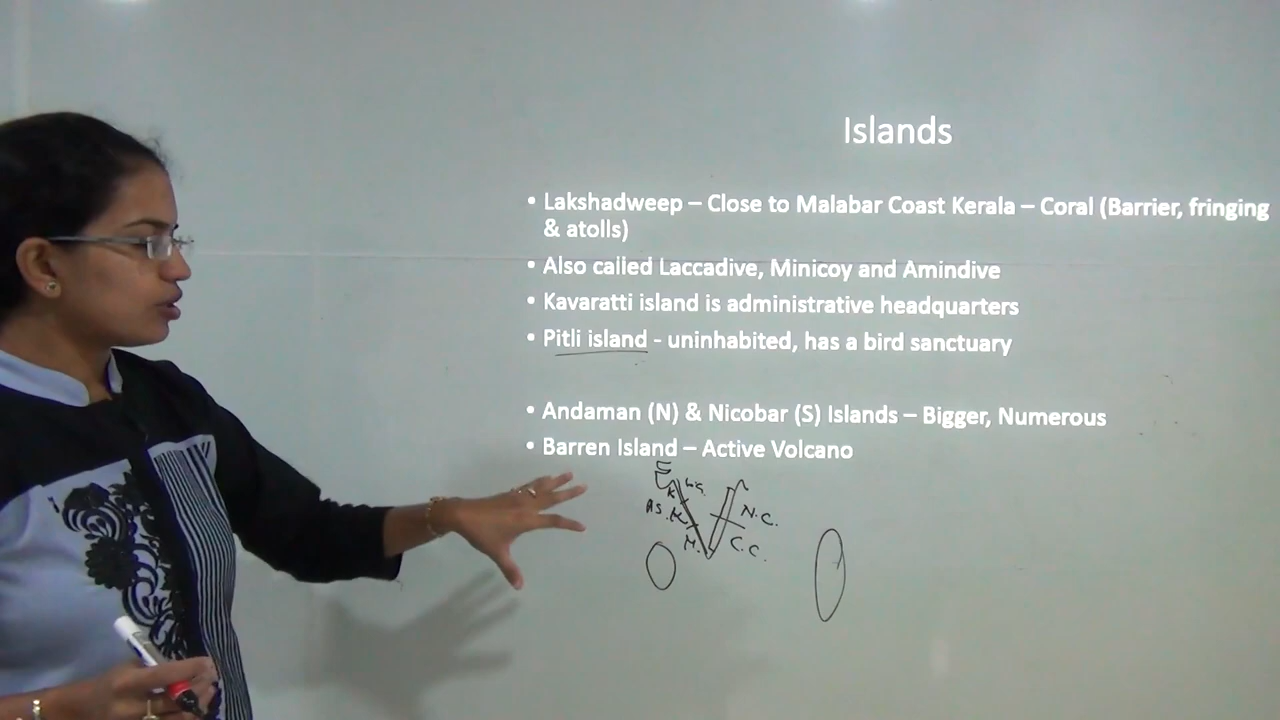 Islands
• Lakshadweep – Close to Malabar Coast Kerala – Coral (Barrier, fringing
& atolls)
• Also called Laccadive, Minicoy and Amindive
• Kavaratti island is administrative headquarters
• Pitli island - uninhabited, has a bird sanctuary
• Andaman (N) & Nicobar (S) Islands – Bigger, Numerous
• Barren Island – Active Volcano
N.C.
M. C.C.